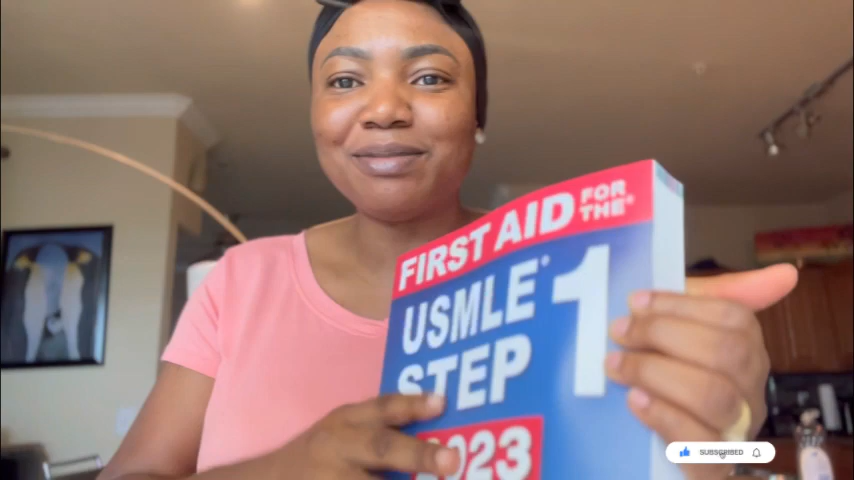 FIRST AID FOR
THE®
USMLE®
STEP 1
2023
SUBSCRIBED